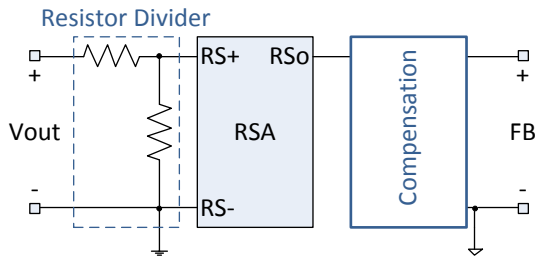 Resistor Divider
+
RS+
RSo
+
Vout
RSA
Compensation
FB
-
RS-
-